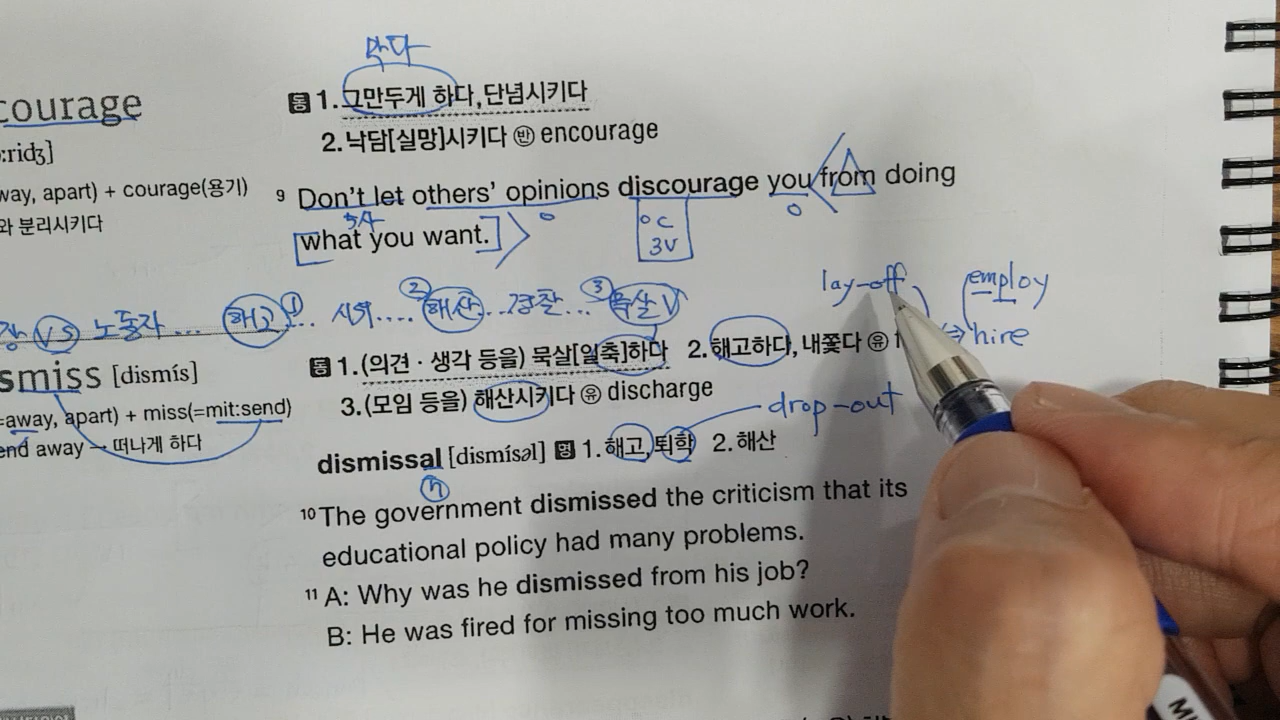 막다
courage
동 1. 그만두게 하다, 단념시키다
2. 낙담[실망]시키다 반 encourage
:ridʒ]
way, apart) + courage(용기)
와 분리시키다
9 Don't let others' opinions discourage you from doing
what you want.
5사 o o c 3V o
vs 노동자 ... 해고 ① .... 시위 .... ② 해산 ... 경찰 ... ③ 묵살 V
lay-off employ
hire
smiss [dismís]
=away, apart) + miss(=mit:send)
end away → 떠나게 하다
동 1. (의견·생각 등을) 묵살[일축]하다 2. 해고하다, 내쫓다 유
3. (모임 등을) 해산시키다 유 discharge
drop-out
dismissal [dismísəl] 명 1. 해고, 퇴학 2. 해산
n
10 The government dismissed the criticism that its
educational policy had many problems.
11 A: Why was he dismissed from his job?
B: He was fired for missing too much work.